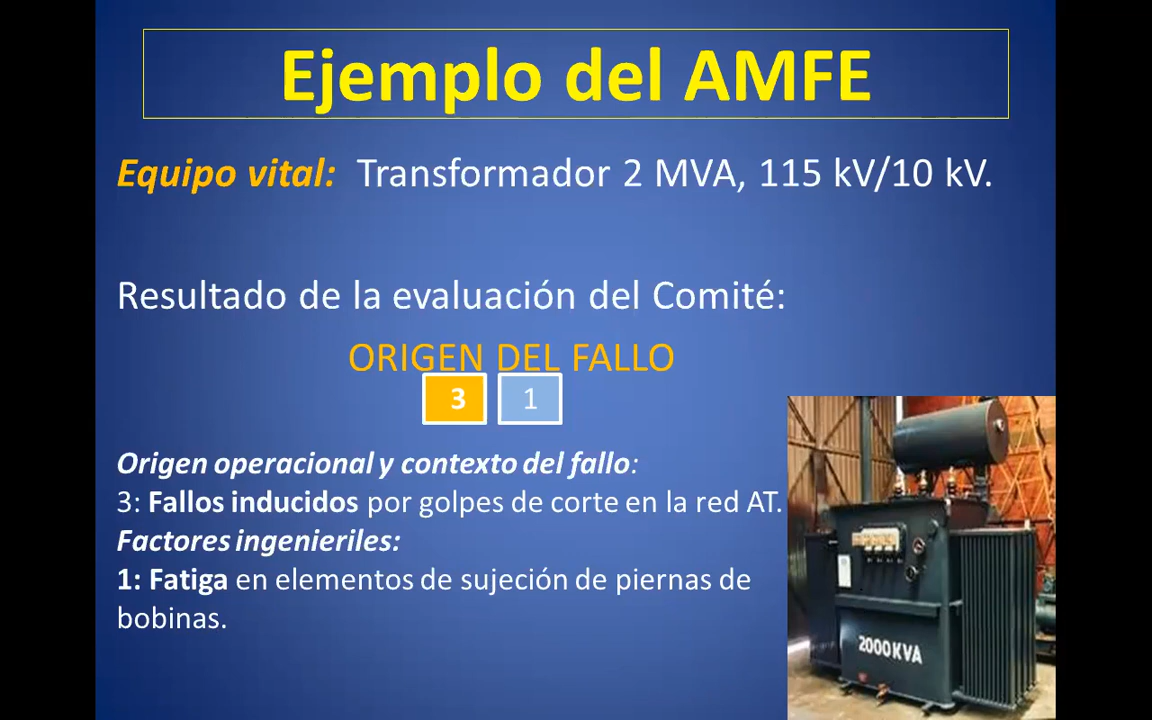 Ejemplo del AMFE
Equipo vital: Transformador 2 MVA, 115 kV/10 kV.
Resultado de la evaluación del Comité:
ORIGEN DEL FALLO
3 1
Origen operacional y contexto del fallo:
3: Fallos inducidos por golpes de corte en la red AT.
Factores ingenieriles:
1: Fatiga en elementos de sujeción de piernas de
bobinas.
2000KVA